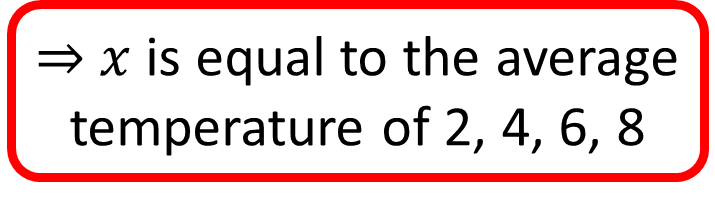 ⇒ 𝑥 is equal to the average
temperature of 2, 4, 6, 8